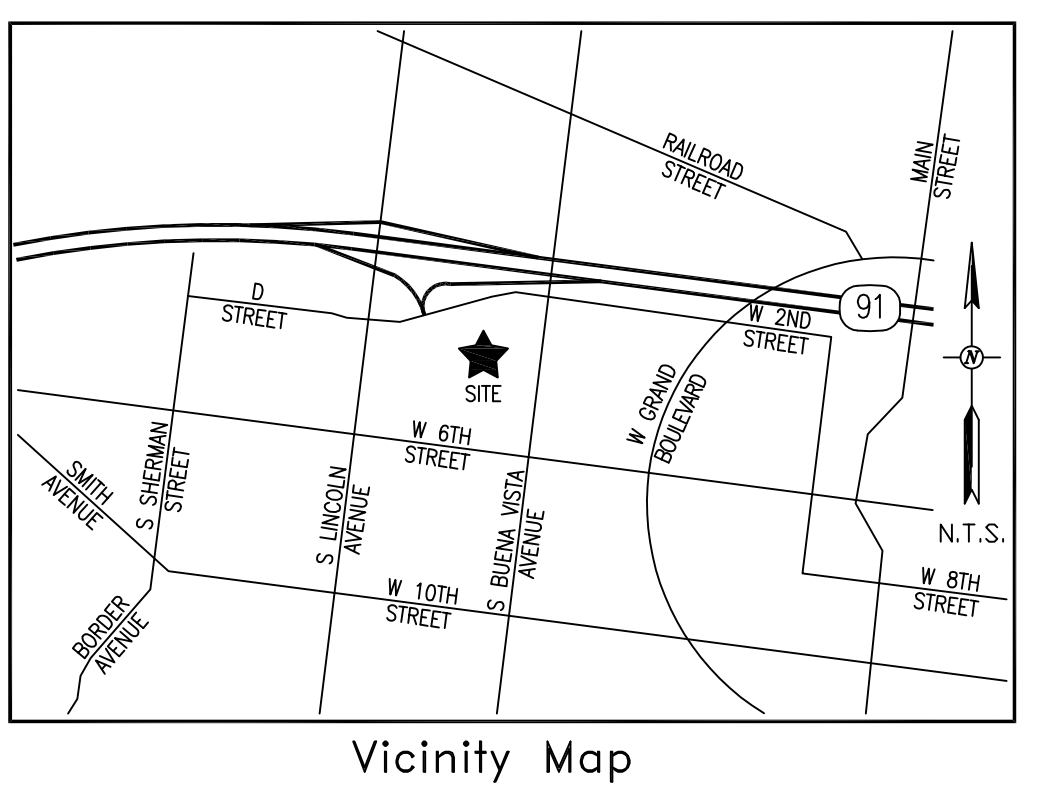 RAILROAD
STREET
MAIN
STREET
D
STREET
91
W 2ND
STREET
SITE
W GRAND
BOULEVARD
W 6TH
STREET
S SHERMAN
STREET
SMITH
AVENUE
S LINCOLN
AVENUE
S BUENA VISTA
AVENUE
N
N.T.S.
W 8TH
STREET
W 10TH
STREET
BORDER
AVENUE
Vicinity Map